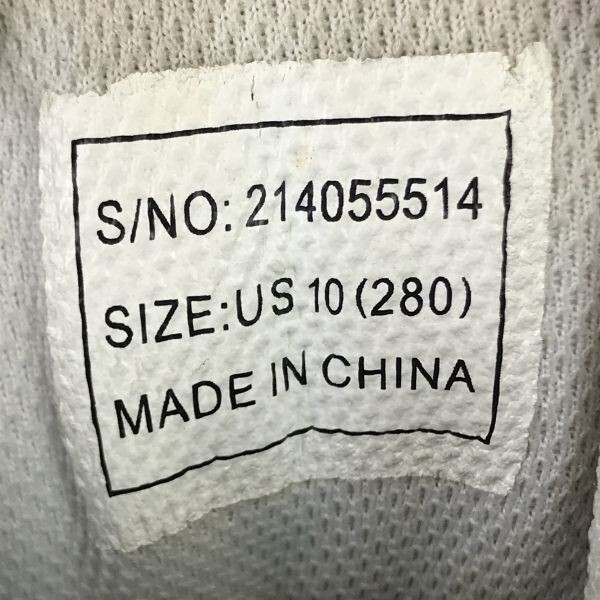 S/NO: 214055514
SIZE:US 10 (280)
MADE IN CHINA